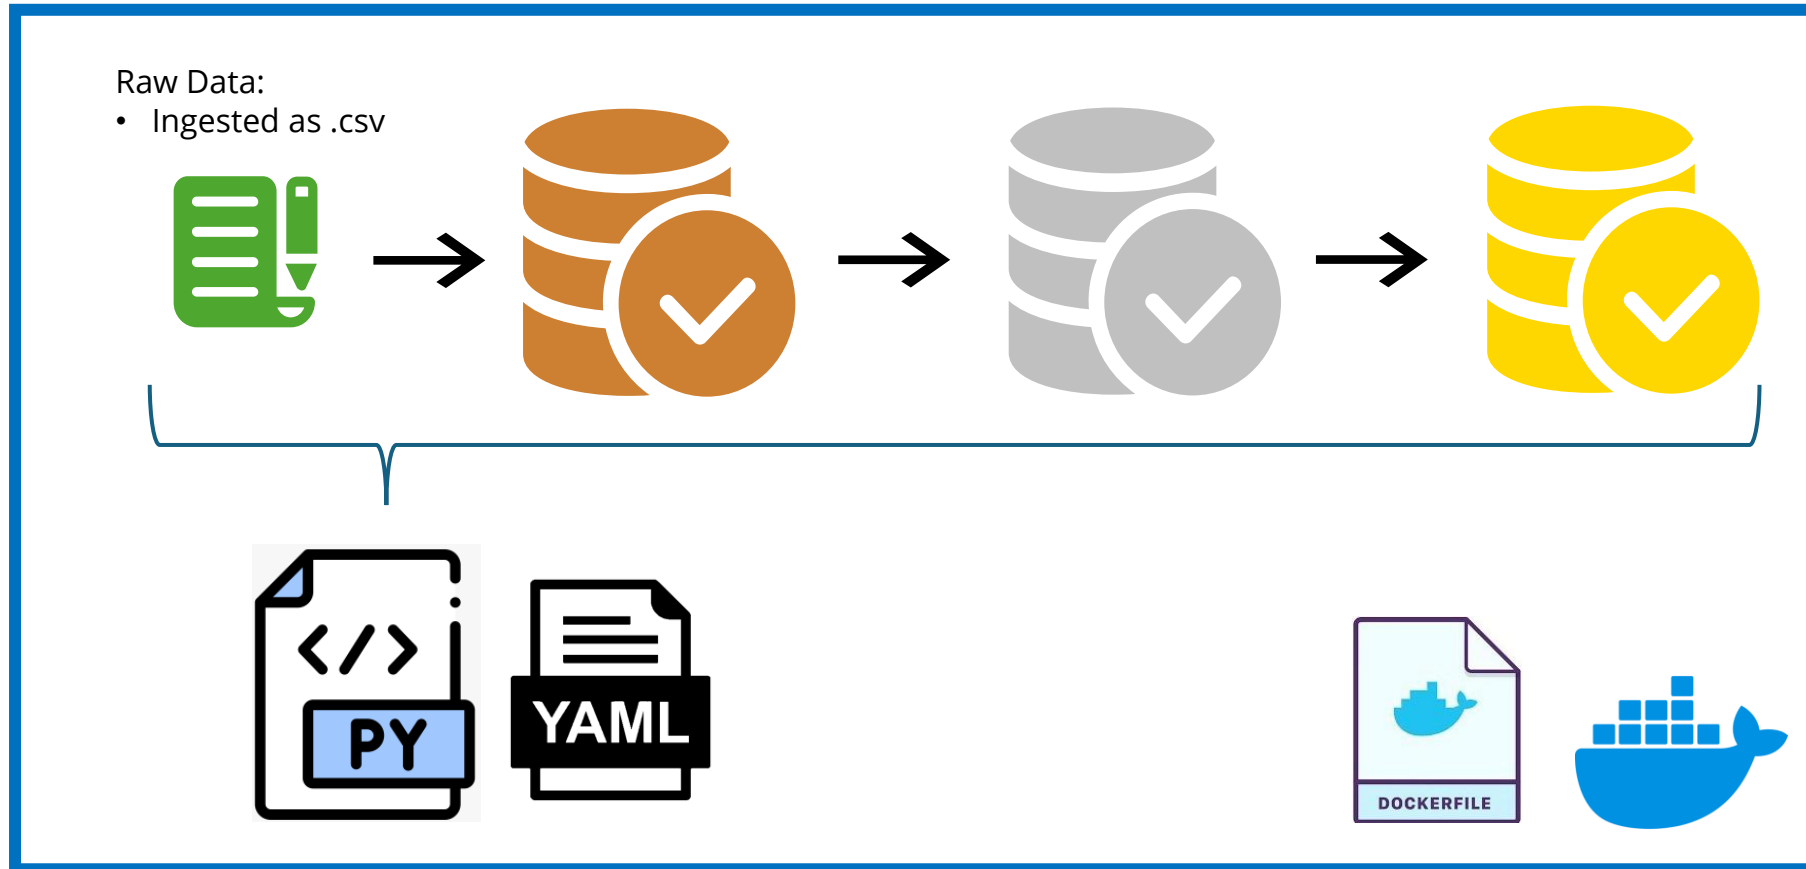 Raw Data:
• Ingested as .csv
</>
PY
YAML
DOCKERFILE